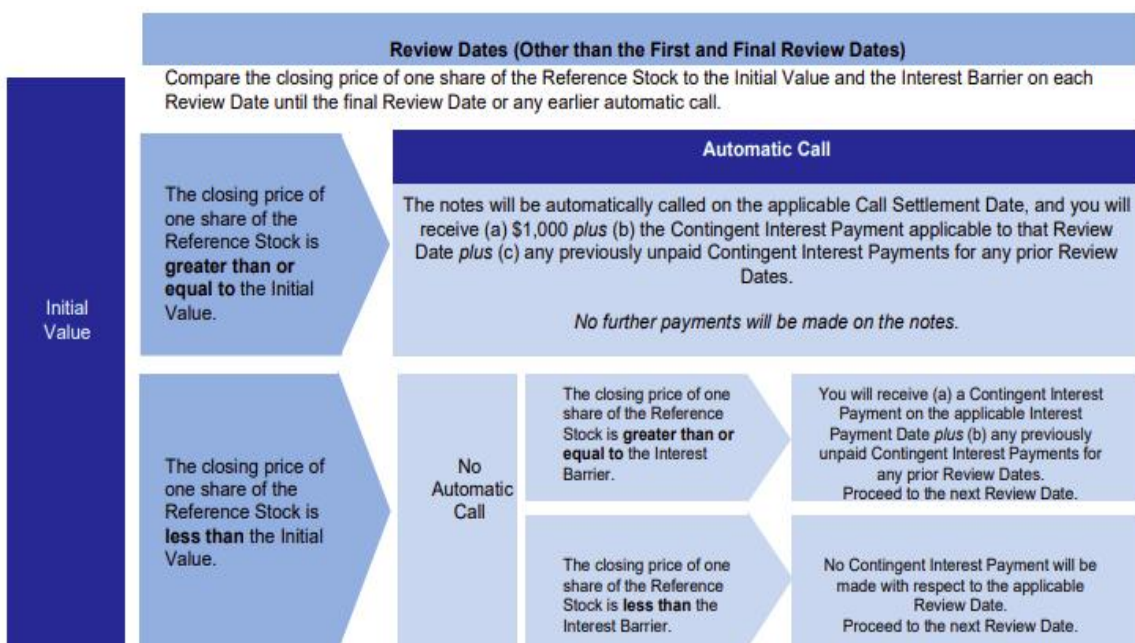 Review Dates (Other than the First and Final Review Dates)
Compare the closing price of one share of the Reference Stock to the Initial Value and the Interest Barrier on each
Review Date until the final Review Date or any earlier automatic call.
Initial
Value
The closing price of
one share of the
Reference Stock is
greater than or
equal to the Initial
Value.
Automatic Call
The notes will be automatically called on the applicable Call Settlement Date, and you will
receive (a) $1,000 plus (b) the Contingent Interest Payment applicable to that Review
Date plus (c) any previously unpaid Contingent Interest Payments for any prior Review
Dates.
No further payments will be made on the notes.
The closing price of
one share of the
Reference Stock is
less than the Initial
Value.
No
Automatic
Call
The closing price of one
share of the Reference
Stock is greater than or
equal to the Interest
Barrier.
You will receive (a) a Contingent Interest
Payment on the applicable Interest
Payment Date plus (b) any previously
unpaid Contingent Interest Payments for
any prior Review Dates.
Proceed to the next Review Date.
The closing price of one
share of the Reference
Stock is less than the
Interest Barrier.
No Contingent Interest Payment will be
made with respect to the applicable
Review Date.
Proceed to the next Review Date.